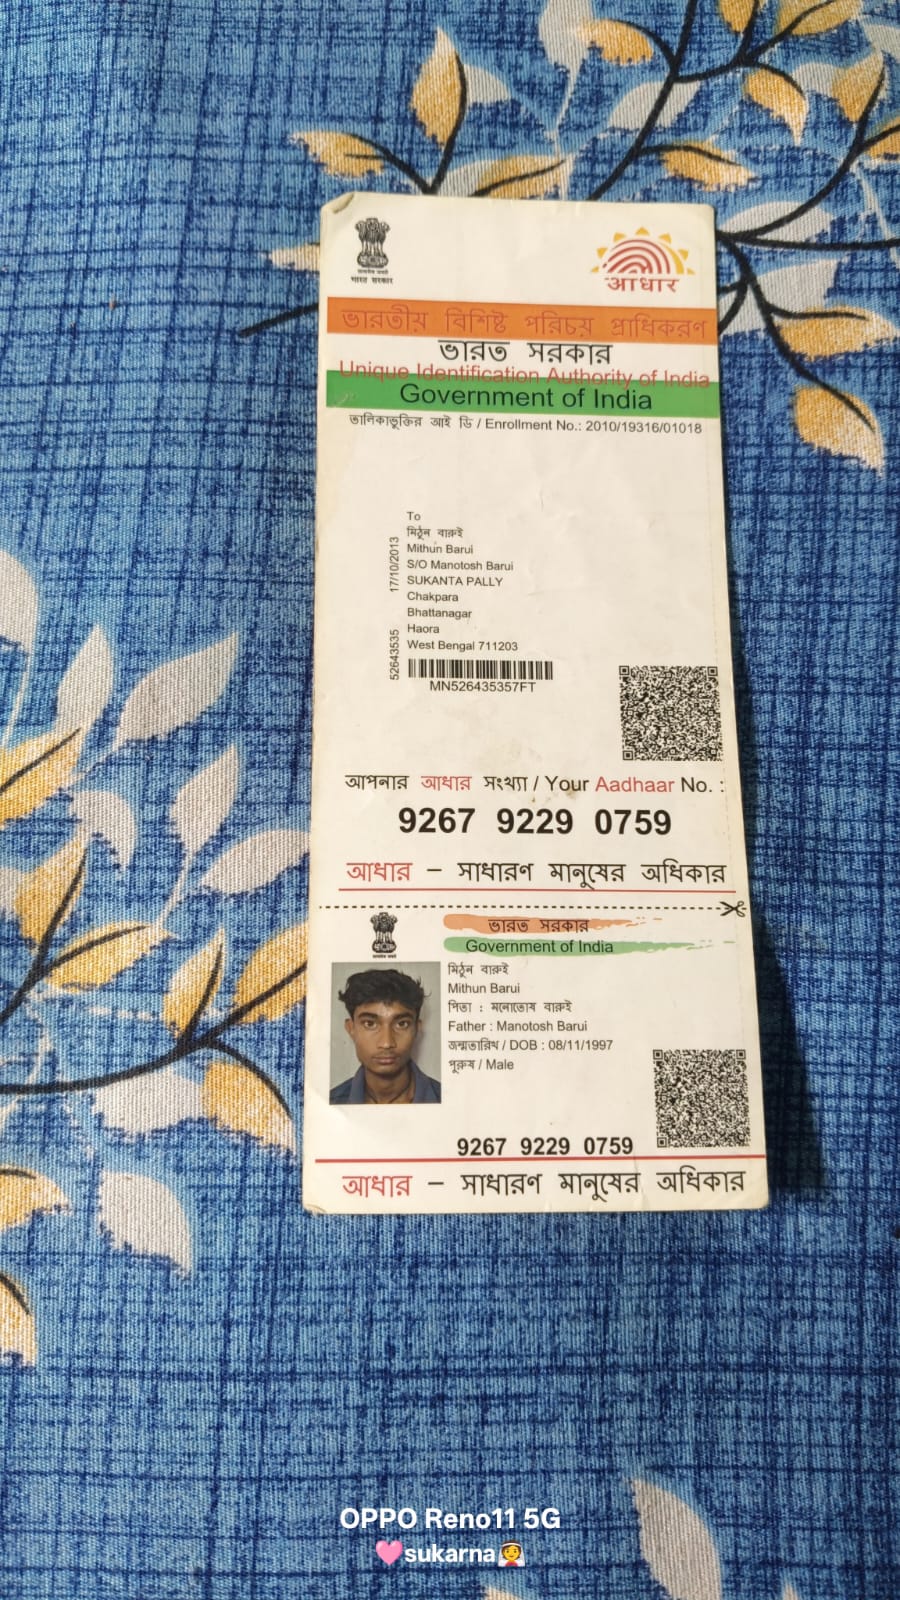 भारत सरकार
आधार
ভারতীয় বিশিষ্ট পরিচয় প্রাধিকরণ
ভারত সরকার
Unique Identification Authority of India
Government of India
তালিকাভুক্তির আই ডি / Enrollment No.: 2010/19316/01018
To
মিঠুন বারুই
Mithun Barui
S/O Manotosh Barui
SUKANTA PALLY
Chakpara
Bhattanagar
Haora
West Bengal 711203
17/10/2013
52643535
MN526435357FT
আপনার আধার সংখ্যা / Your Aadhaar No. :
9267 9229 0759
আধার – সাধারণ মানুষের অধিকার
ভারত সরকার
Government of India
মিঠুন বারুই
Mithun Barui
পিতা : মনোতোষ বারুই
Father : Manotosh Barui
জন্মতারিখ / DOB : 08/11/1997
পুরুষ / Male
9267 9229 0759
আধার – সাধারণ মানুষের অধিকার
OPPO Reno11 5G
🩷sukarna👰